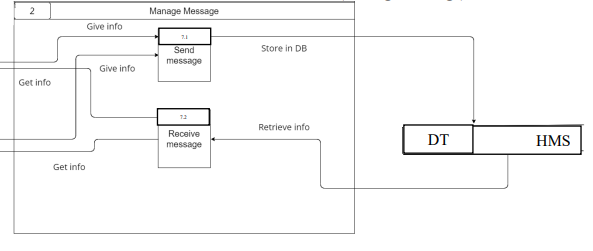 2 Manage Message
Give info
7.1
Send
message
Store in DB
Give info
Get info
7.2
Receive
message
Retrieve info
DT HMS
Get info